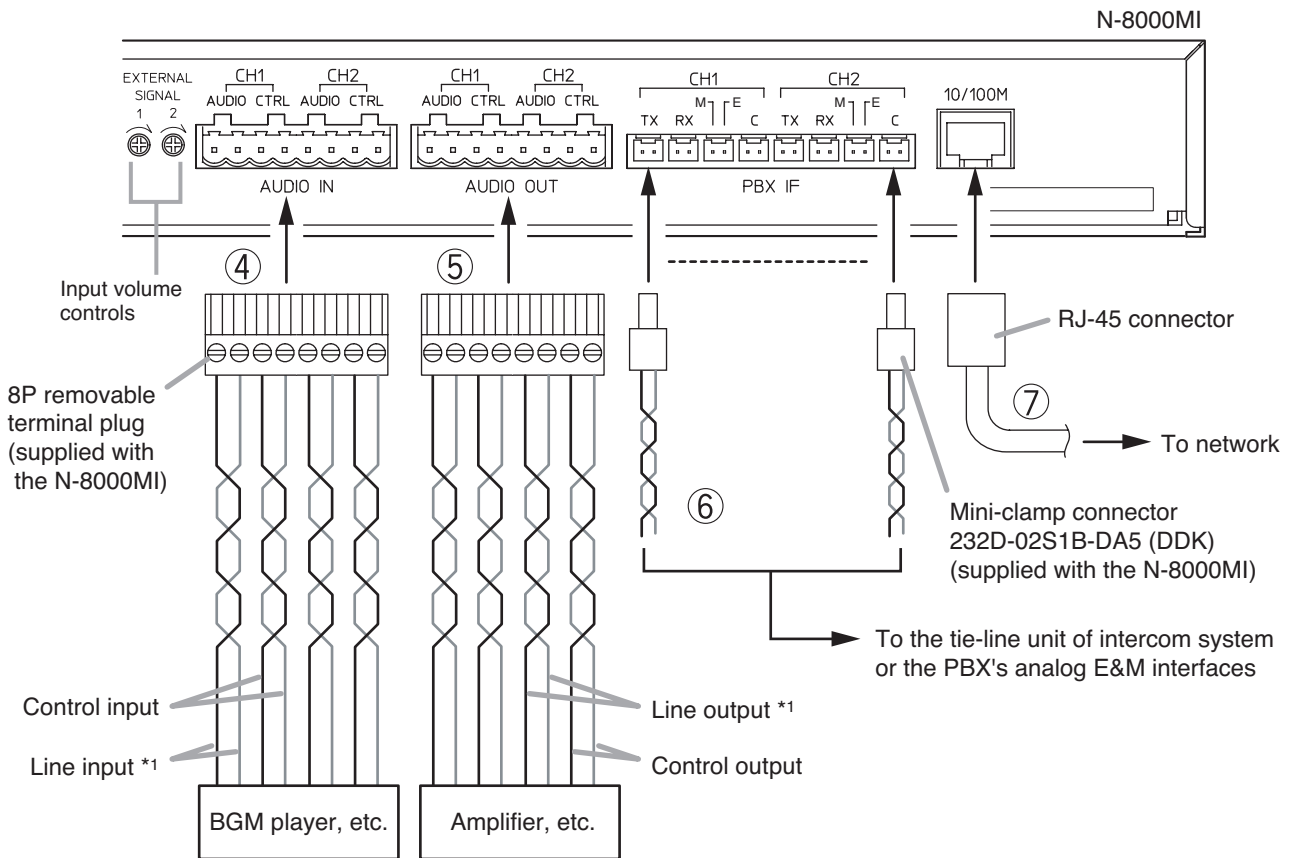 N-8000MI
EXTERNAL
SIGNAL
1 2
CH1 CH2
AUDIO CTRL AUDIO CTRL
AUDIO IN
CH1 CH2
AUDIO CTRL AUDIO CTRL
AUDIO OUT
CH1 CH2
TX RX M E C TX RX M E C
PBX IF
10/100M
Input volume
controls
④
⑤
8P removable
terminal plug
(supplied with
the N-8000MI)
⑥
RJ-45 connector
⑦
To network
Mini-clamp connector
232D-02S1B-DA5 (DDK)
(supplied with the N-8000MI)
To the tie-line unit of intercom system
or the PBX's analog E&M interfaces
Control input
Line input *1
Line output *1
Control output
BGM player, etc.
Amplifier, etc.